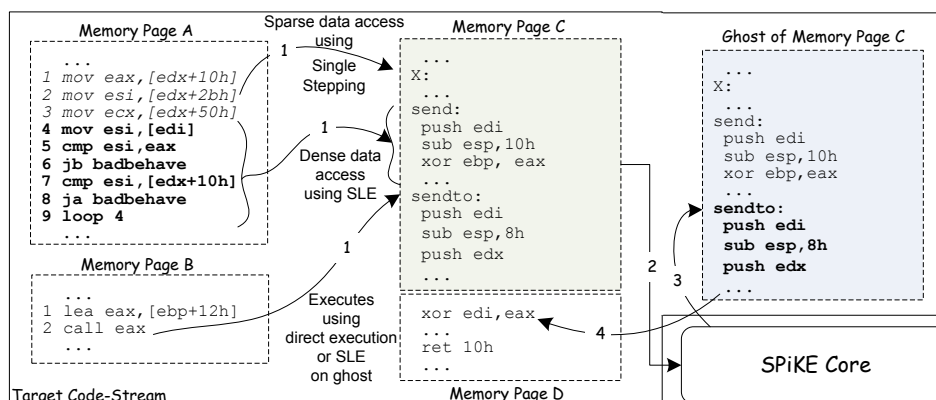 Memory Page A
...
1 mov eax,[edx+10h]
2 mov esi,[edx+2bh]
3 mov ecx,[edx+50h]
4 mov esi,[edi]
5 cmp esi,eax
6 jb badbehave
7 cmp esi,[edx+10h]
8 ja badbehave
9 loop 4
...
Memory Page B
...
1 lea eax,[ebp+12h]
2 call eax
...
Target Code-Stream
Sparse data access
using
1
Single
Stepping
1
Dense data
access
using SLE
1
Executes
using
direct execution
or SLE
on ghost
Memory Page C
...
X:
...
send:
push edi
sub esp,10h
xor ebp, eax
...
sendto:
push edi
sub esp,8h
push edx
...
xor edi,eax
...
ret 10h
...
Memory Page D
2
3
4
Ghost of Memory Page C
...
X:
...
send:
push edi
sub esp,10h
xor ebp,eax
...
sendto:
push edi
sub esp,8h
push edx
...
SPiKE Core